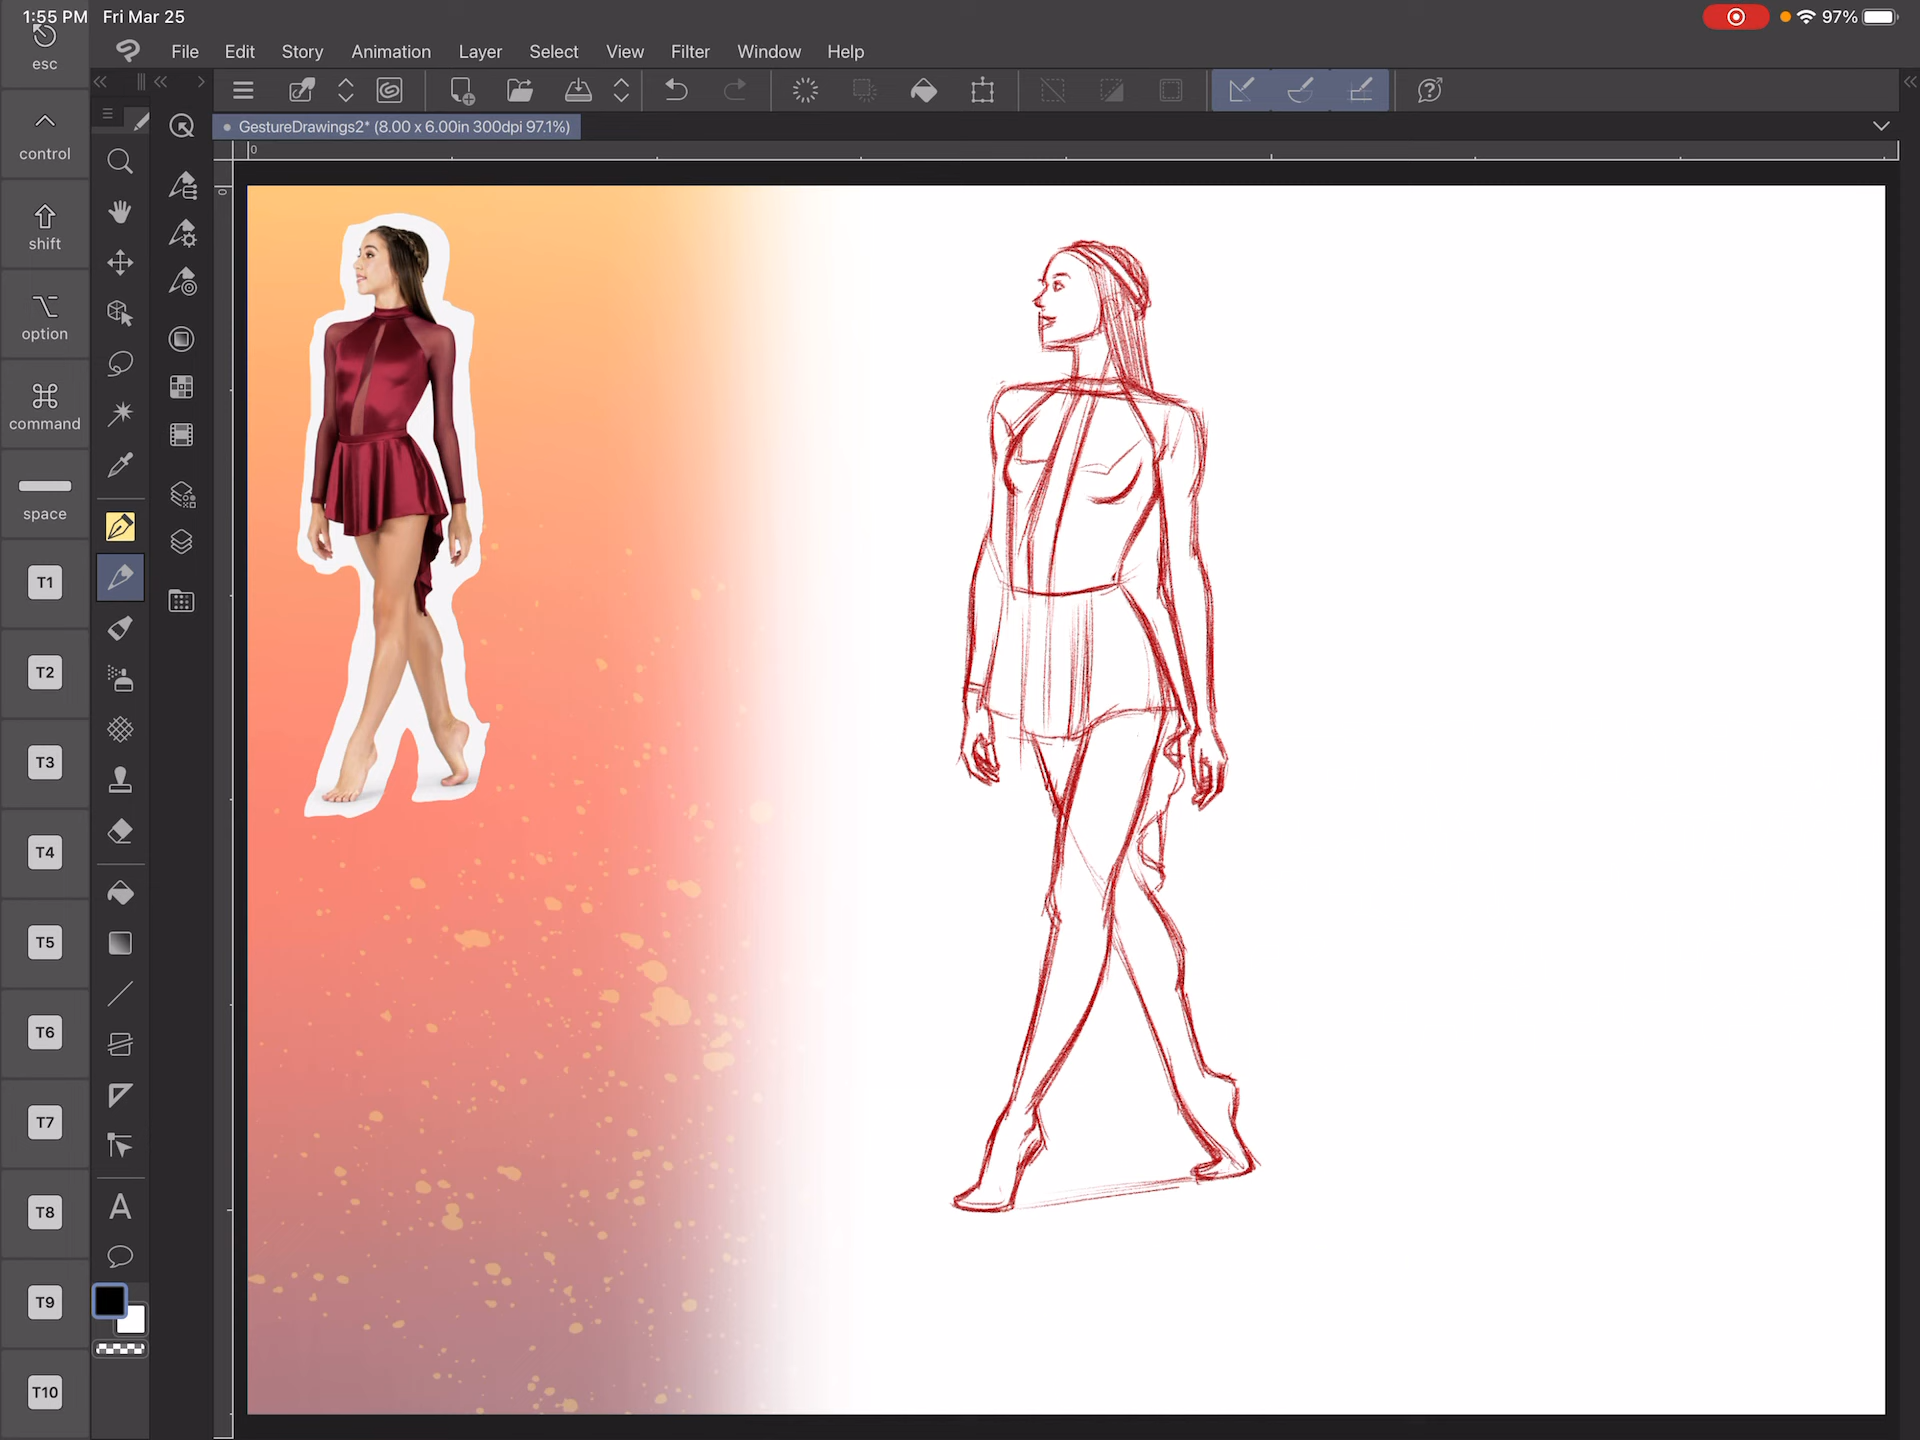 1:55 PM Fri Mar 25
97%
esc
File Edit Story Animation Layer Select View Filter Window Help
GestureDrawings2* (8.00 x 6.00in 300dpi 97.1%)
0
0
control
shift
option
command
space
T1
T2
T3
T4
T5
T6
T7
T8
A
T9
T10